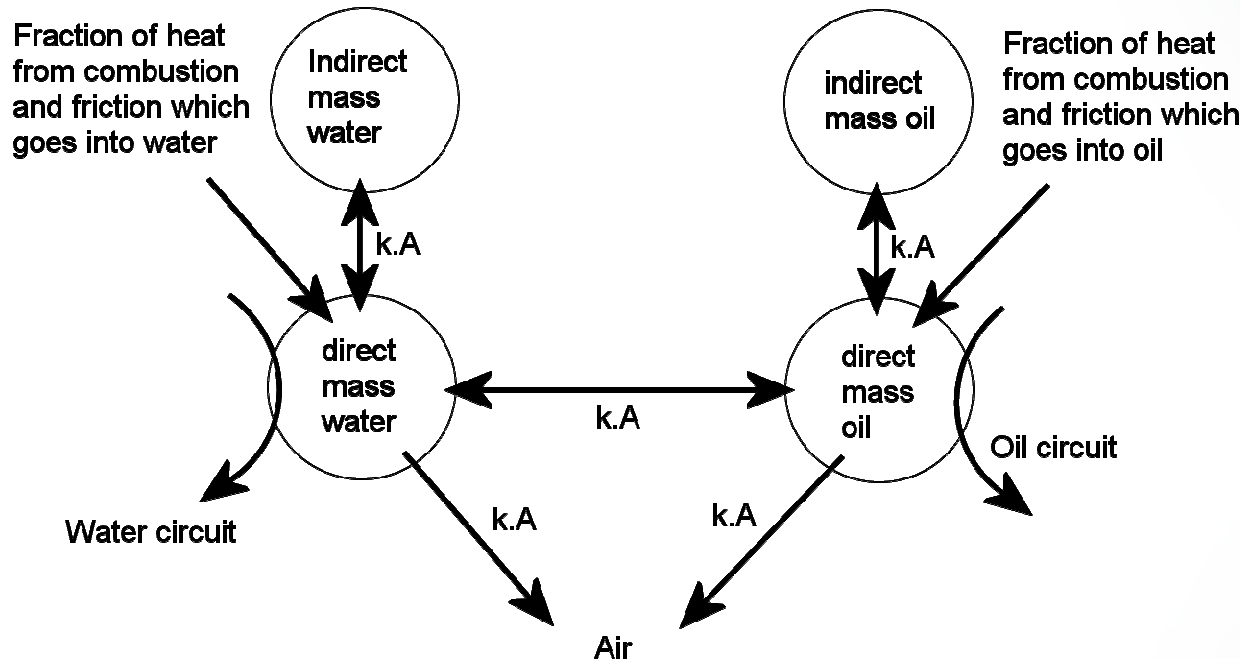 Fraction of heat
from combustion
and friction which
goes into water
Indirect
mass
water
indirect
mass oil
Fraction of heat
from combustion
and friction which
goes into oil
k.A
k.A
direct
mass
water
k.A
direct
mass
oil
Oil circuit
Water circuit
k.A
k.A
Air